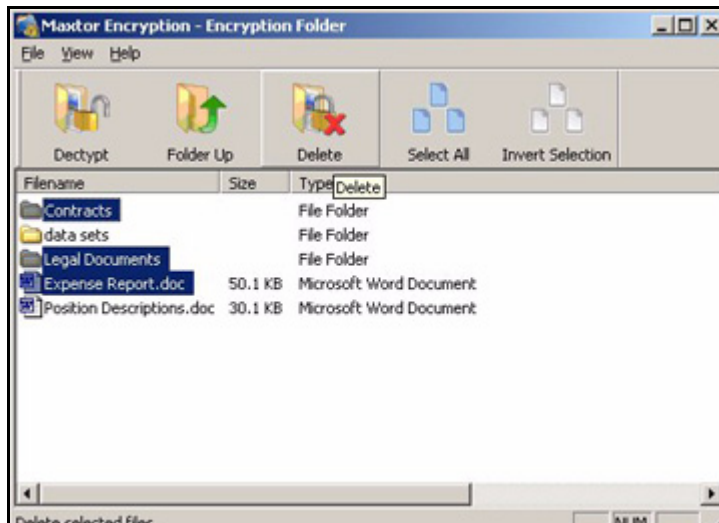 Maxtor Encryption - Encryption Folder
File View Help
Dectypt Folder Up Delete Select All Invert Selection
Filename Size Type
Delete
Contracts File Folder
data sets File Folder
Legal Documents File Folder
Expense Report.doc 50.1 KB Microsoft Word Document
Position Descriptions.doc 30.1 KB Microsoft Word Document
Delete selected files NUM